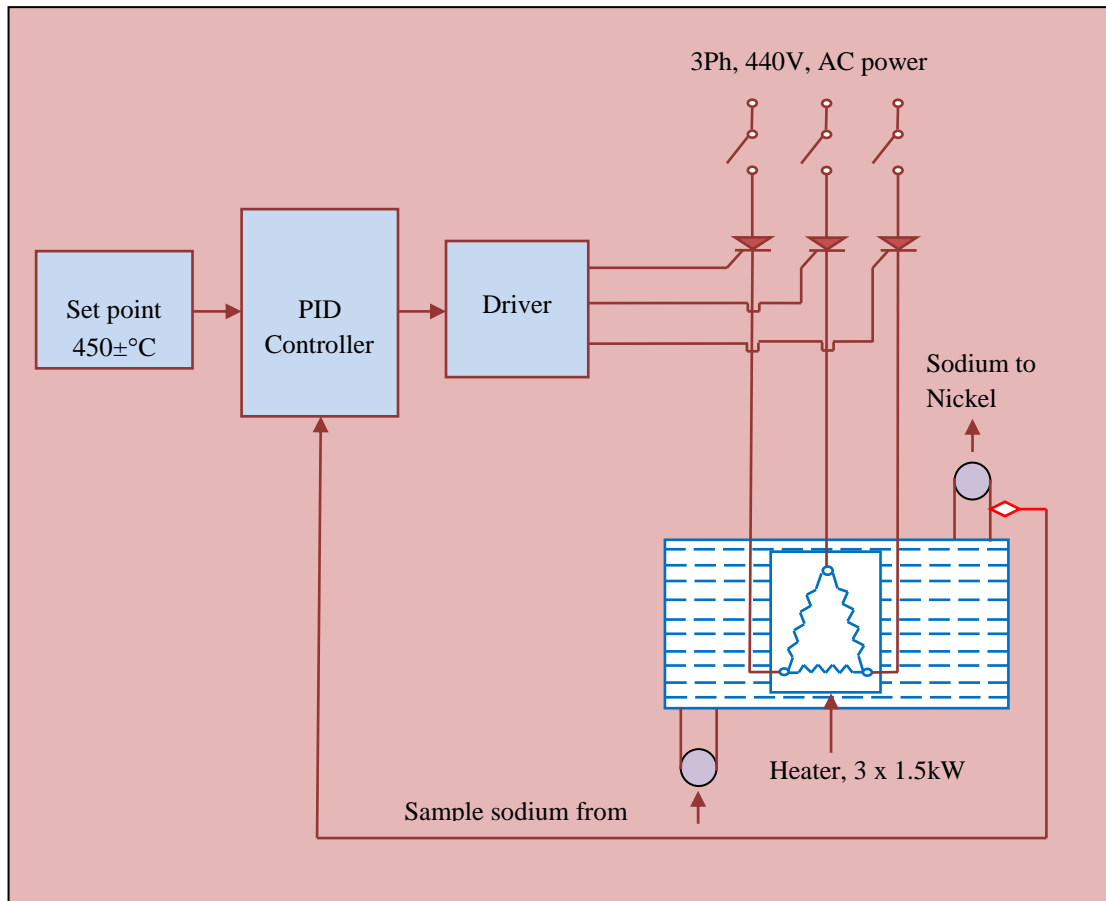 3Ph, 440V, AC power
Set point
450±°C
PID
Controller
Driver
Sodium to
Nickel
Heater, 3 x 1.5kW
Sample sodium from